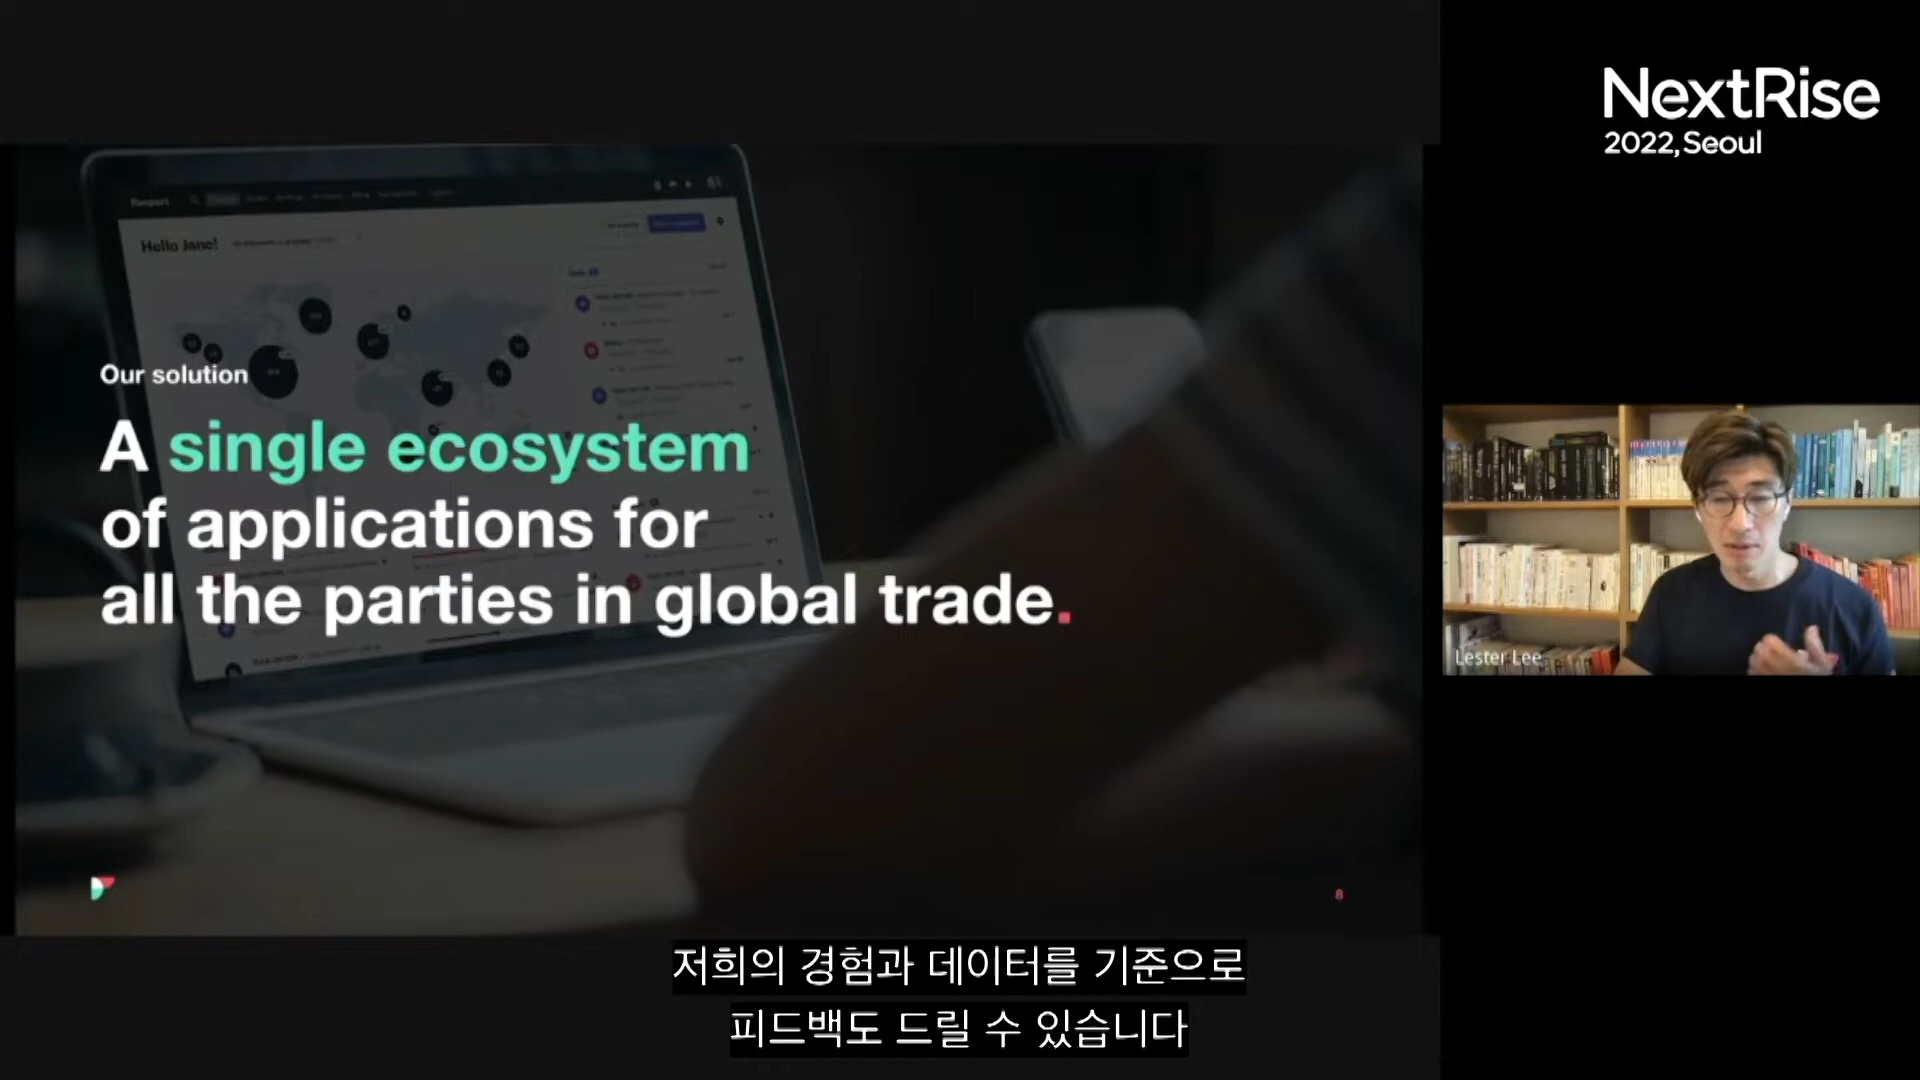 NextRise
2022, Seoul
Hello Jane!
Our solution
A single ecosystem
of applications for
all the parties in global trade.
Lester Lee
8
저희의 경험과 데이터를 기준으로
피드백도 드릴 수 있습니다